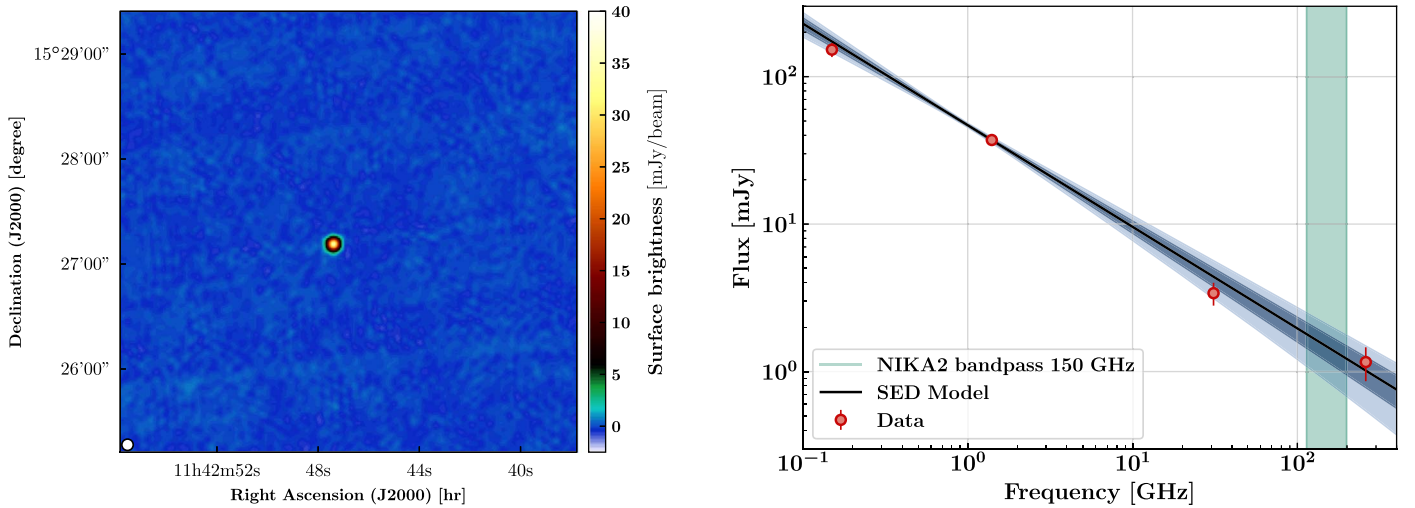 Declination (J2000) [degree]
15°29′00″
28′00″
27′00″
26′00″
11h42m52s
48s
44s
40s
Right Ascension (J2000) [hr]
40
35
30
25
20
15
10
5
0
Surface brightness [mJy/beam]
Flux [mJy]
10²
10¹
10⁰
NIKA2 bandpass 150 GHz
SED Model
Data
10⁻¹
10⁰
10¹
10²
Frequency [GHz]